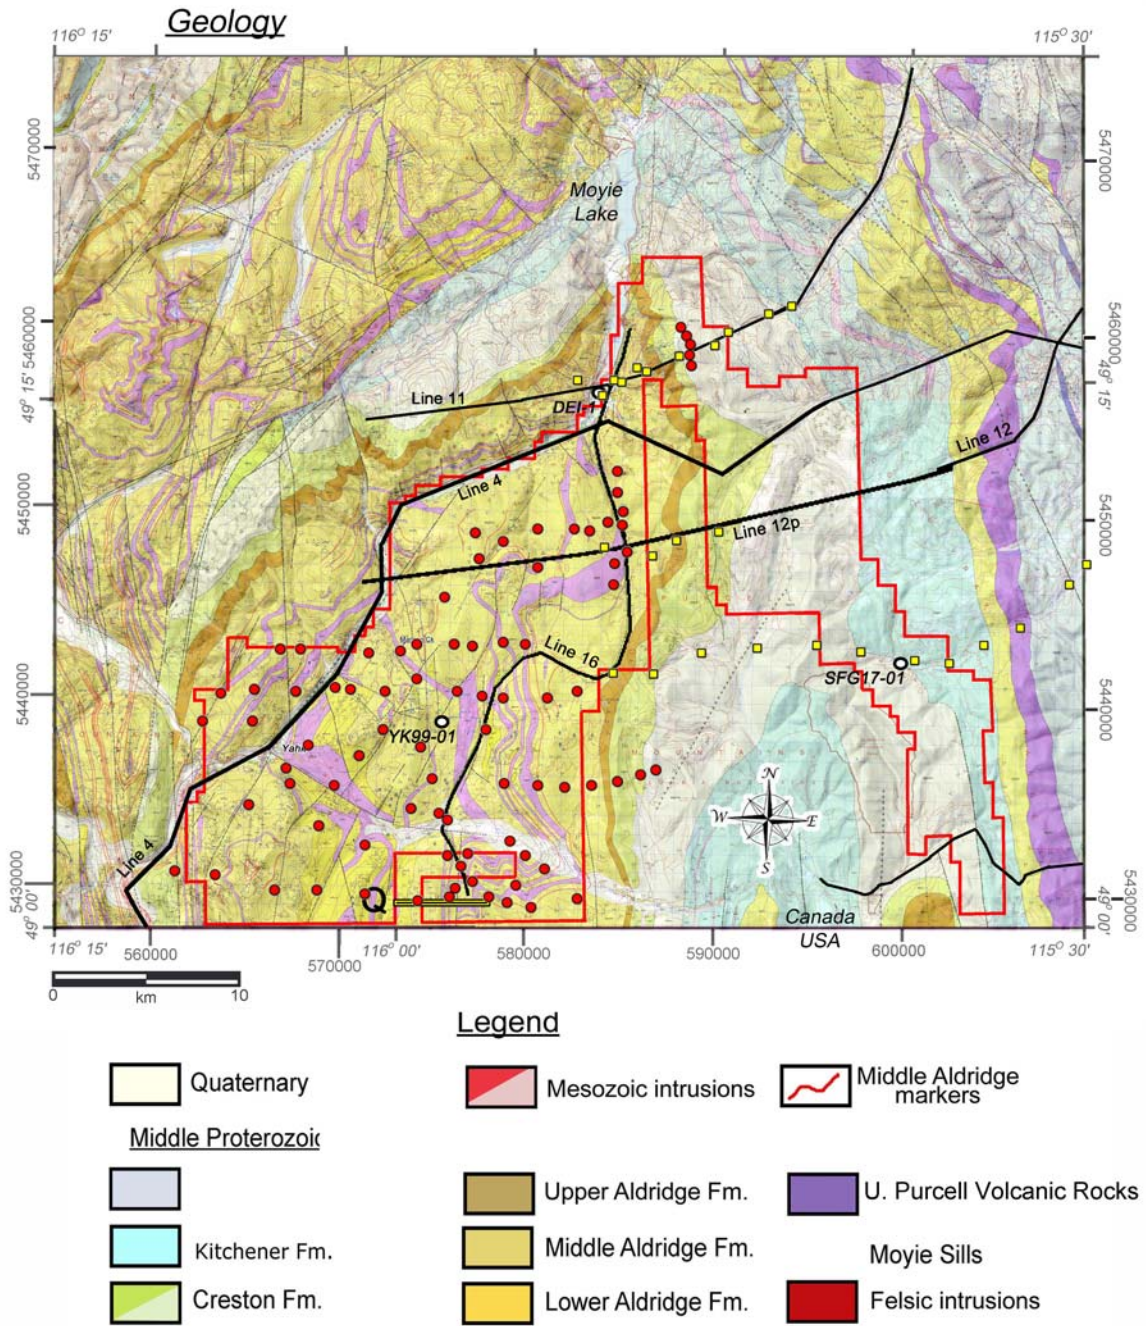 Geology
116° 15'
115° 30'
5470000
5470000
Moyie
Lake
5460000
5460000
49° 15'
49° 15'
Line 11
DEI-1
Line 4
Line 12
5450000
5450000
Line 12p
Line 16
SFG17-01
YK99-01
5440000
5440000
N
W
E
S
Line 4
Q
5430000
5430000
49° 00'
49° 00'
Canada
USA
116° 15'
116° 00'
115° 30'
560000
570000
580000
590000
600000
0
km
10
Legend
Quaternary
Mesozoic intrusions
Middle Aldridge
markers
Middle Proterozoic
Upper Aldridge Fm.
U. Purcell Volcanic Rocks
Kitchener Fm.
Middle Aldridge Fm.
Moyie Sills
Creston Fm.
Lower Aldridge Fm.
Felsic intrusions